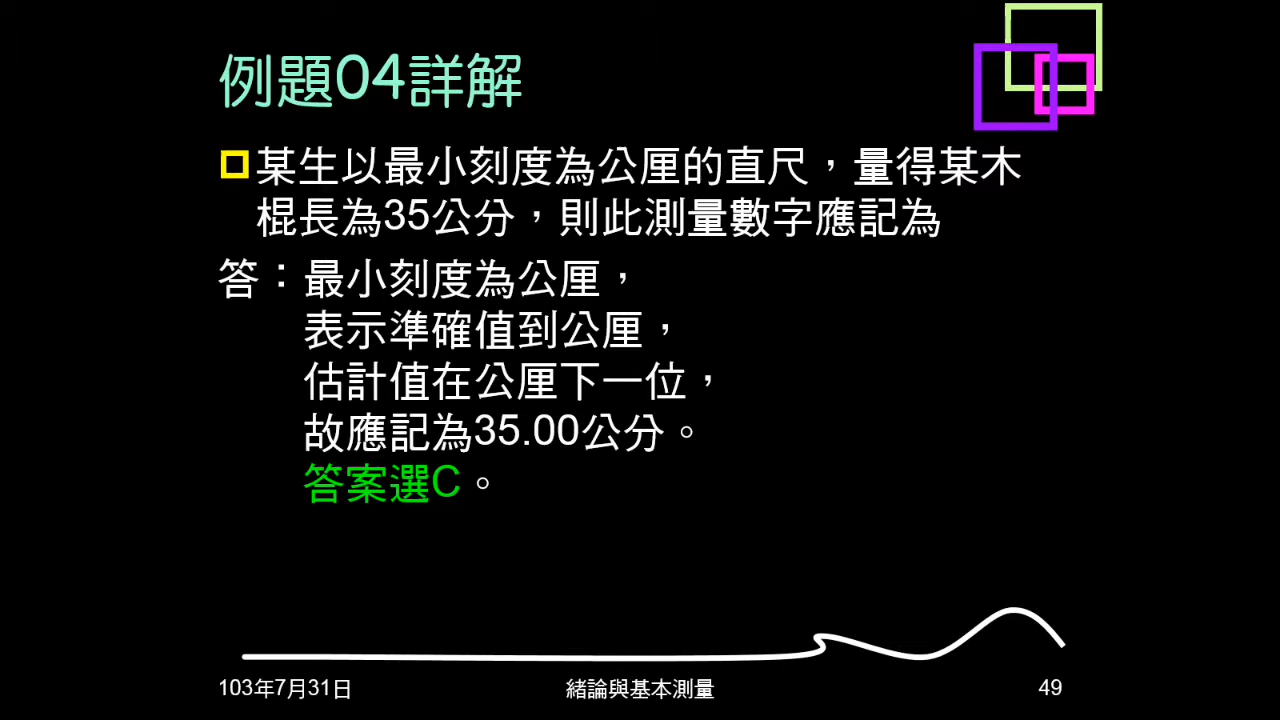 例題04詳解
某生以最小刻度為公厘的直尺，量得某木
棍長為35公分，則此測量數字應記為
答：最小刻度為公厘，
表示準確值到公厘，
估計值在公厘下一位，
故應記為35.00公分。
答案選C。
103年7月31日
緒論與基本測量
49